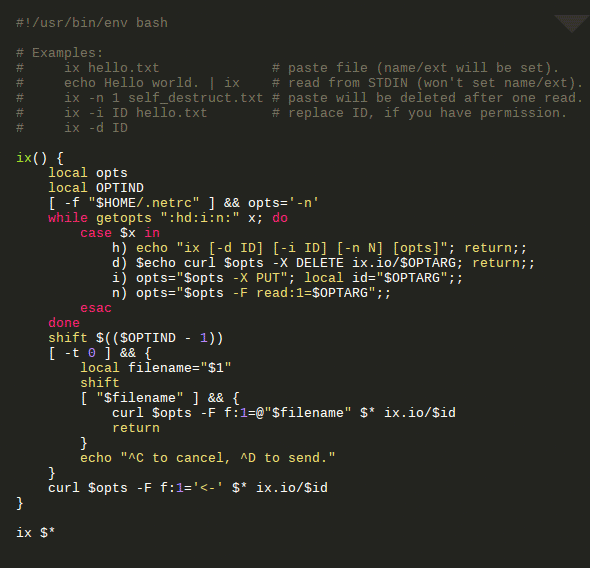 #!/usr/bin/env bash

# Examples:
#     ix hello.txt              # paste file (name/ext will be set).
#     echo Hello world. | ix    # read from STDIN (won't set name/ext).
#     ix -n 1 self_destruct.txt # paste will be deleted after one read.
#     ix -i ID hello.txt        # replace ID, if you have permission.
#     ix -d ID

ix() {
    local opts
    local OPTIND
    [ -f "$HOME/.netrc" ] && opts='-n'
    while getopts ":hd:i:n:" x; do
        case $x in
            h) echo "ix [-d ID] [-i ID] [-n N] [opts]"; return;;
            d) $echo curl $opts -X DELETE ix.io/$OPTARG; return;;
            i) opts="$opts -X PUT"; local id="$OPTARG";;
            n) opts="$opts -F read:1=$OPTARG";;
        esac
    done
    shift $(($OPTIND - 1))
    [ -t 0 ] && {
        local filename="$1"
        shift
        [ "$filename" ] && {
            curl $opts -F f:1=@"$filename" $* ix.io/$id
            return
        }
        echo "^C to cancel, ^D to send."
    }
    curl $opts -F f:1='<-' $* ix.io/$id
}

ix $*